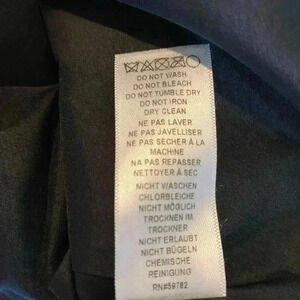 DO NOT WASH
DO NOT BLEACH
DO NOT TUMBLE DRY
DO NOT IRON
DRY CLEAN
NE PAS LAVER
NE PAS JAVELLISER
NE PAS SECHER À LA
MACHINE
NA PAS REPASSER
NETTOYER À SEC
NICHT WASCHEN
CHLORBLEICHE
NICHT MÖGLICH
TROCKNEN IM
TROCKNER
NICHT ERLAUBT
NICHT BÜGELN
CHEMISCHE
REINIGUNG
RN#59782